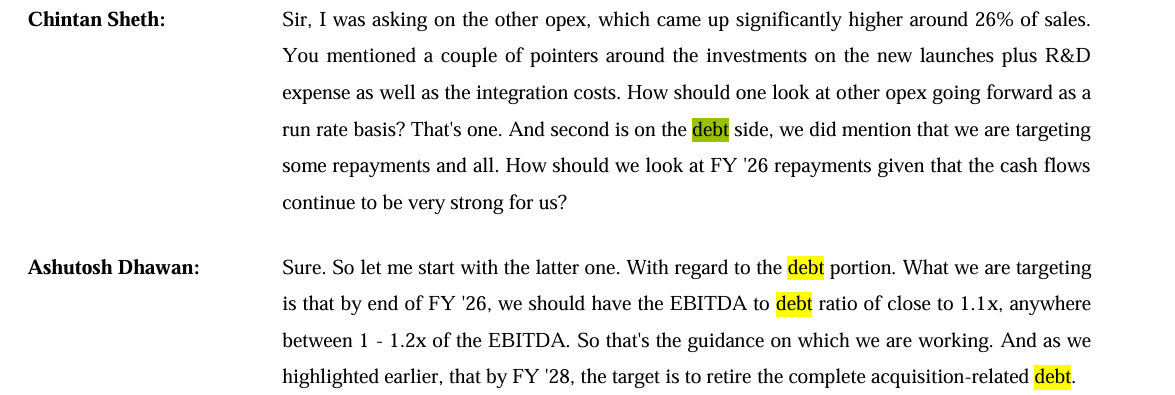 Chintan Sheth: Sir, I was asking on the other opex, which came up significantly higher around 26% of sales.
You mentioned a couple of pointers around the investments on the new launches plus R&D
expense as well as the integration costs. How should one look at other opex going forward as a
run rate basis? That's one. And second is on the debt side, we did mention that we are targeting
some repayments and all. How should we look at FY '26 repayments given that the cash flows
continue to be very strong for us?
Ashutosh Dhawan: Sure. So let me start with the latter one. With regard to the debt portion. What we are targeting
is that by end of FY '26, we should have the EBITDA to debt ratio of close to 1.1x, anywhere
between 1 - 1.2x of the EBITDA. So that's the guidance on which we are working. And as we
highlighted earlier, that by FY '28, the target is to retire the complete acquisition-related debt.